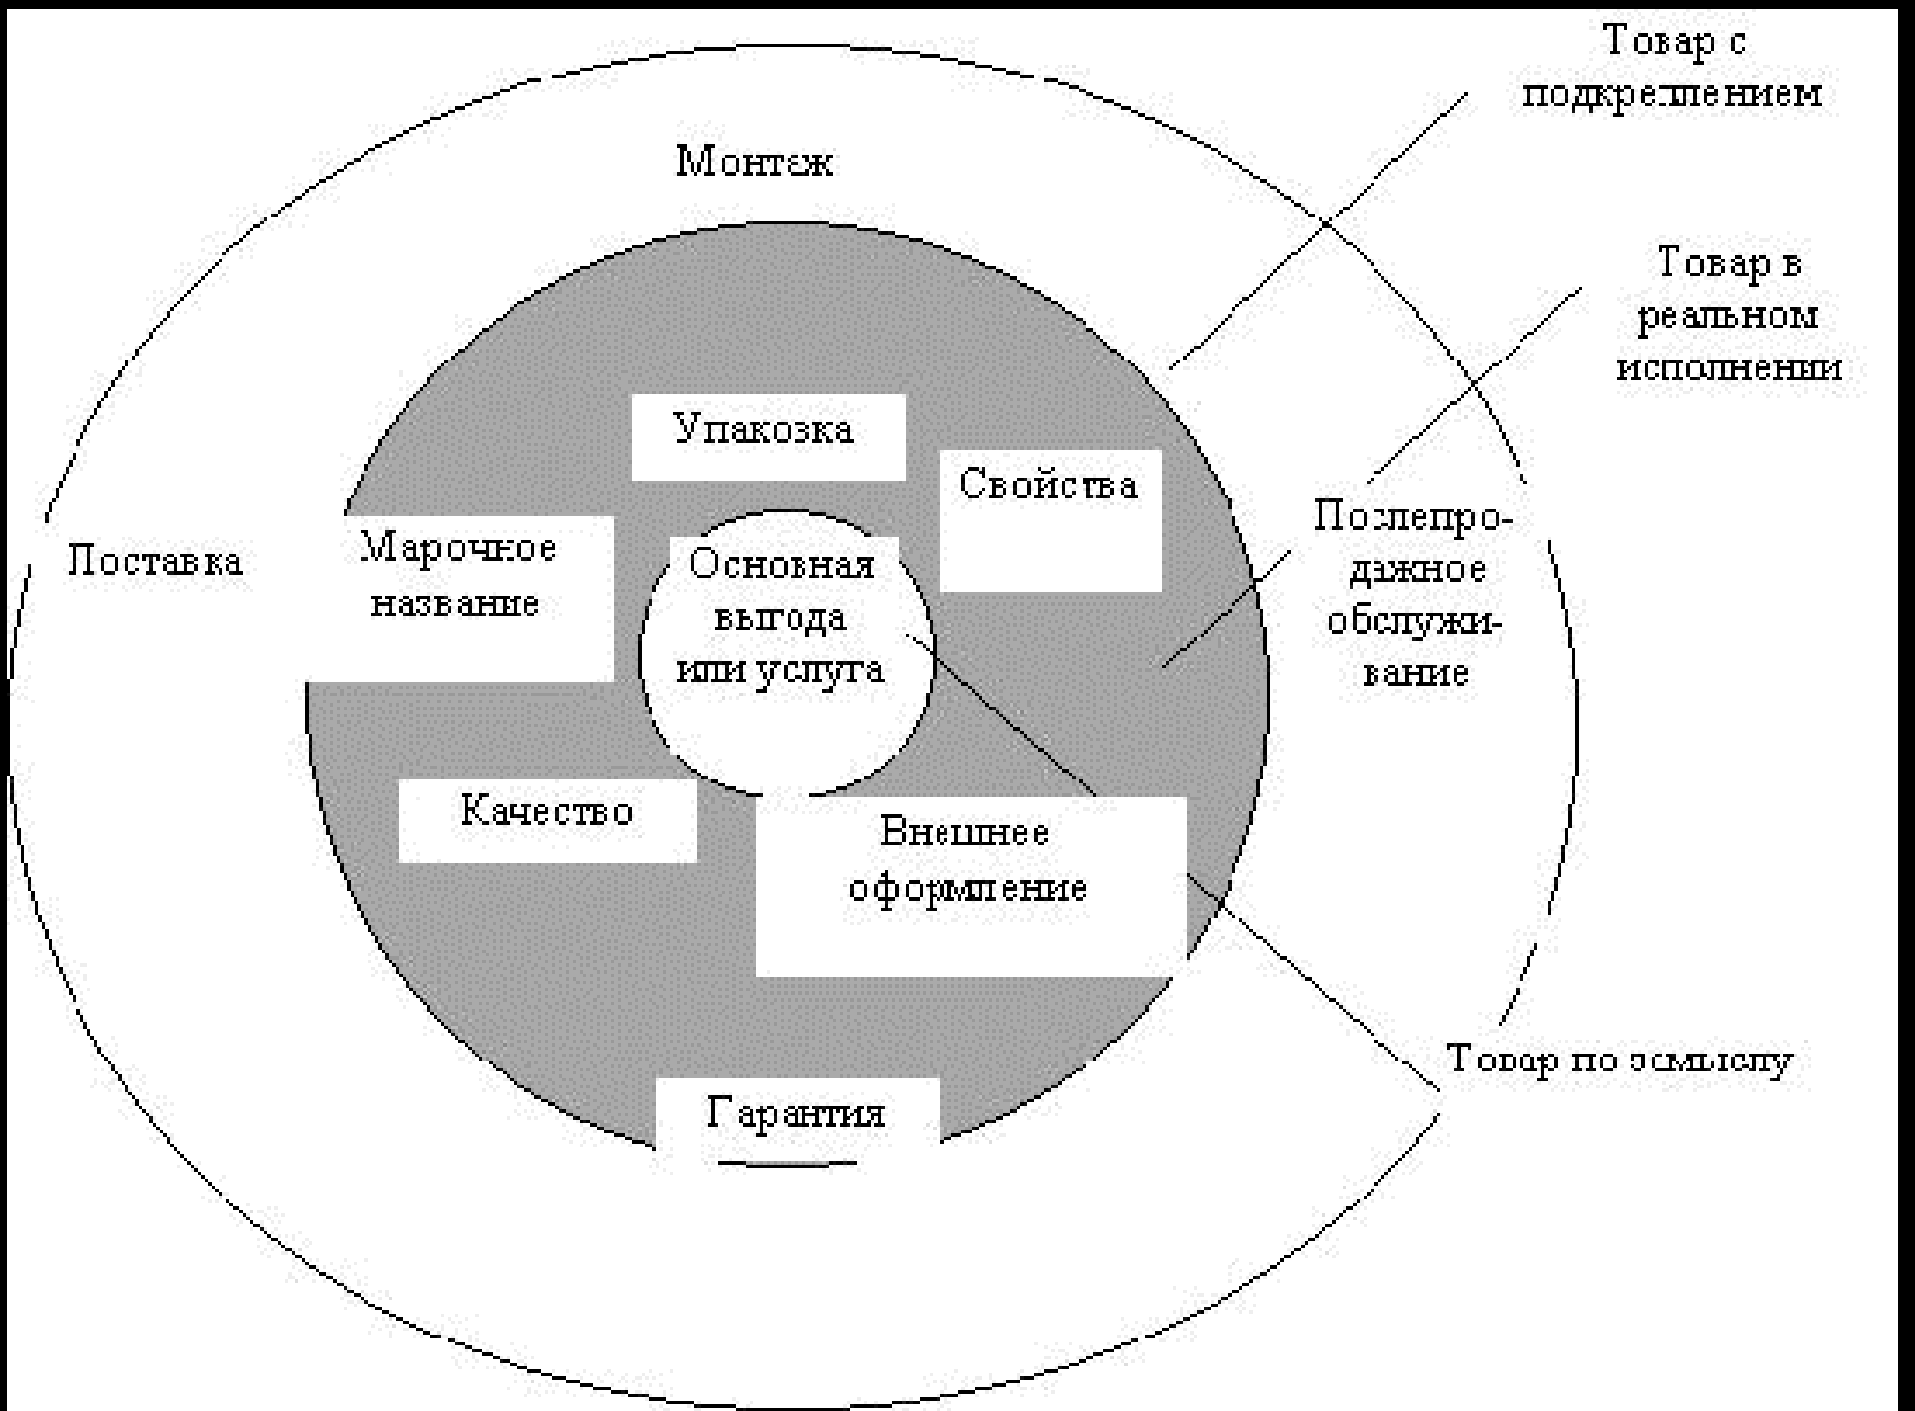 Товар с
подкреплением
Монтаж
Товар в
реальном
исполнении
Упаковка
Свойства
Марочное
название
Поставка
Основная
выгода
или услуга
Послепро-
дажное
обслужи-
вание
Качество
Внешнее
оформление
Товар по замыслу
Гарантия